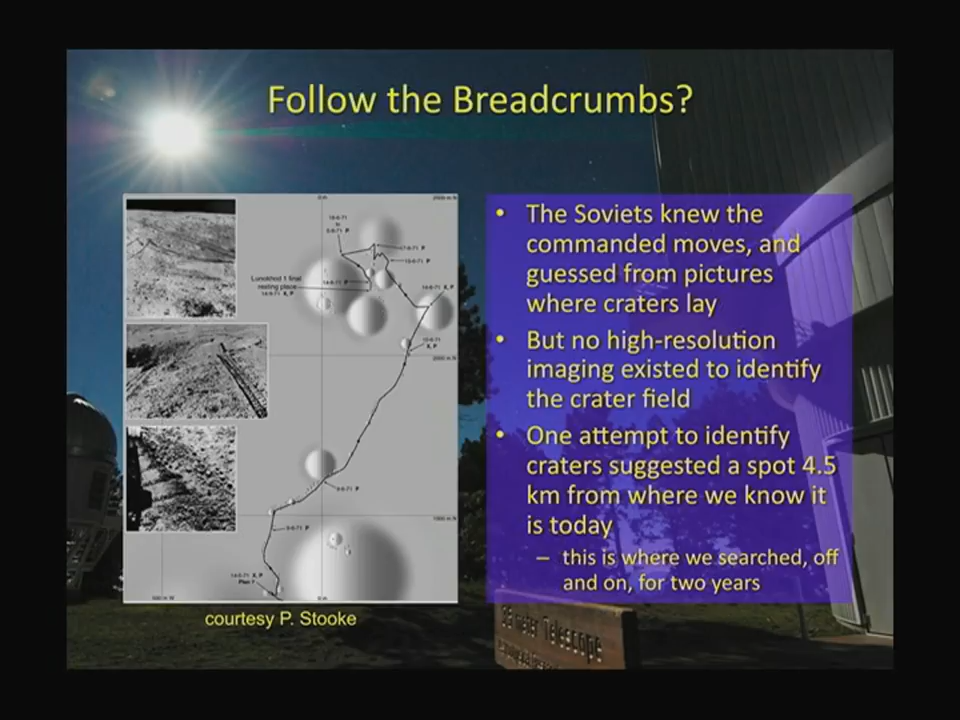 Follow the Breadcrumbs?
• The Soviets knew the
commanded moves, and
guessed from pictures
where craters lay
• But no high-resolution
imaging existed to identify
the crater field
• One attempt to identify
craters suggested a spot 4.5
km from where we know it
is today
– this is where we searched, off
and on, for two years
Lunokhod 1 final
resting place
courtesy P. Stooke
meter Telescope